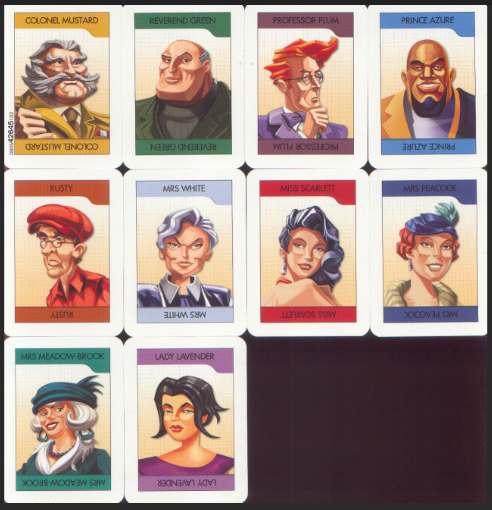 COLONEL MUSTARD
COLONEL MUSTARD
REVEREND GREEN
REVEREND GREEN
PROFESSOR PLUM
PROFESSOR PLUM
PRINCE AZURE
PRINCE AZURE
RUSTY
RUSTY
MRS WHITE
MRS WHITE
MISS SCARLETT
MISS SCARLETT
MRS PEACOCK
MRS PEACOCK
MRS MEADOW-BROOK
MRS MEADOW-BROOK
LADY LAVENDER
LADY LAVENDER